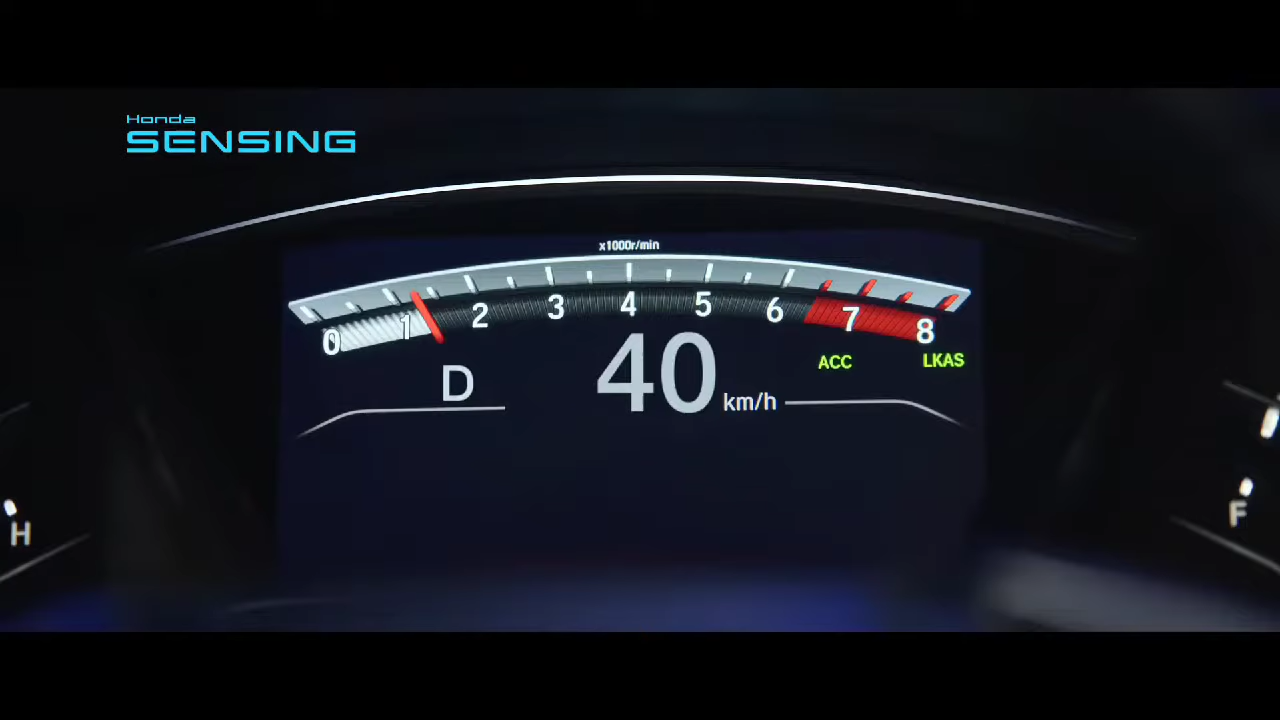 Honda
SENSING
x1000r/min
0 1 2 3 4 5 6 7 8
ACC LKAS
D 40 km/h
H F